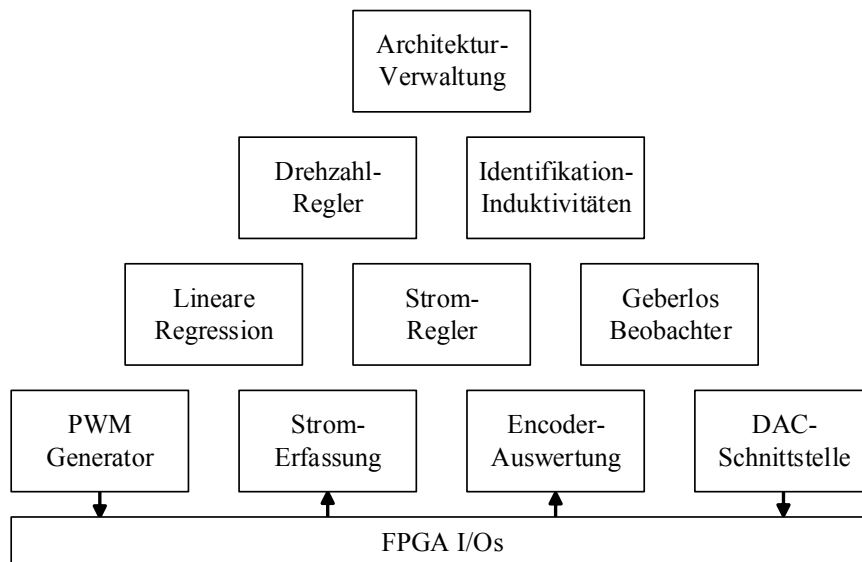 Architektur-
Verwaltung
Drehzahl-
Regler
Identifikation-
Induktivitäten
Lineare
Regression
Strom-
Regler
Geberlos
Beobachter
PWM
Generator
Strom-
Erfassung
Encoder-
Auswertung
DAC-
Schnittstelle
FPGA I/Os